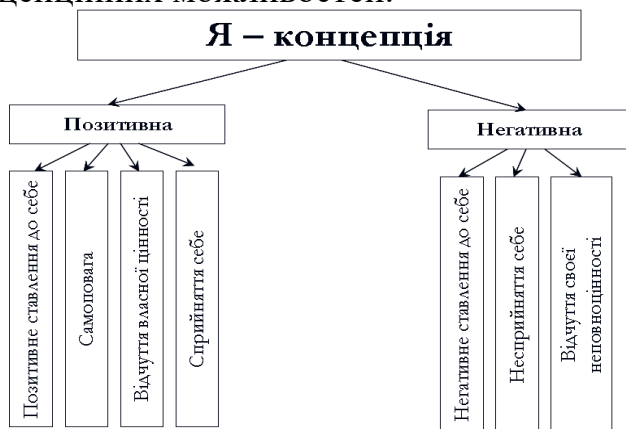 можливостей.
Я – концепція
Позитивна
Негативна
Позитивне ставлення до себе
Самоповага
Відчуття власної цінності
Сприйняття себе
Негативне ставлення до себе
Несприйняття себе
Відчуття своєї
неповноцінності